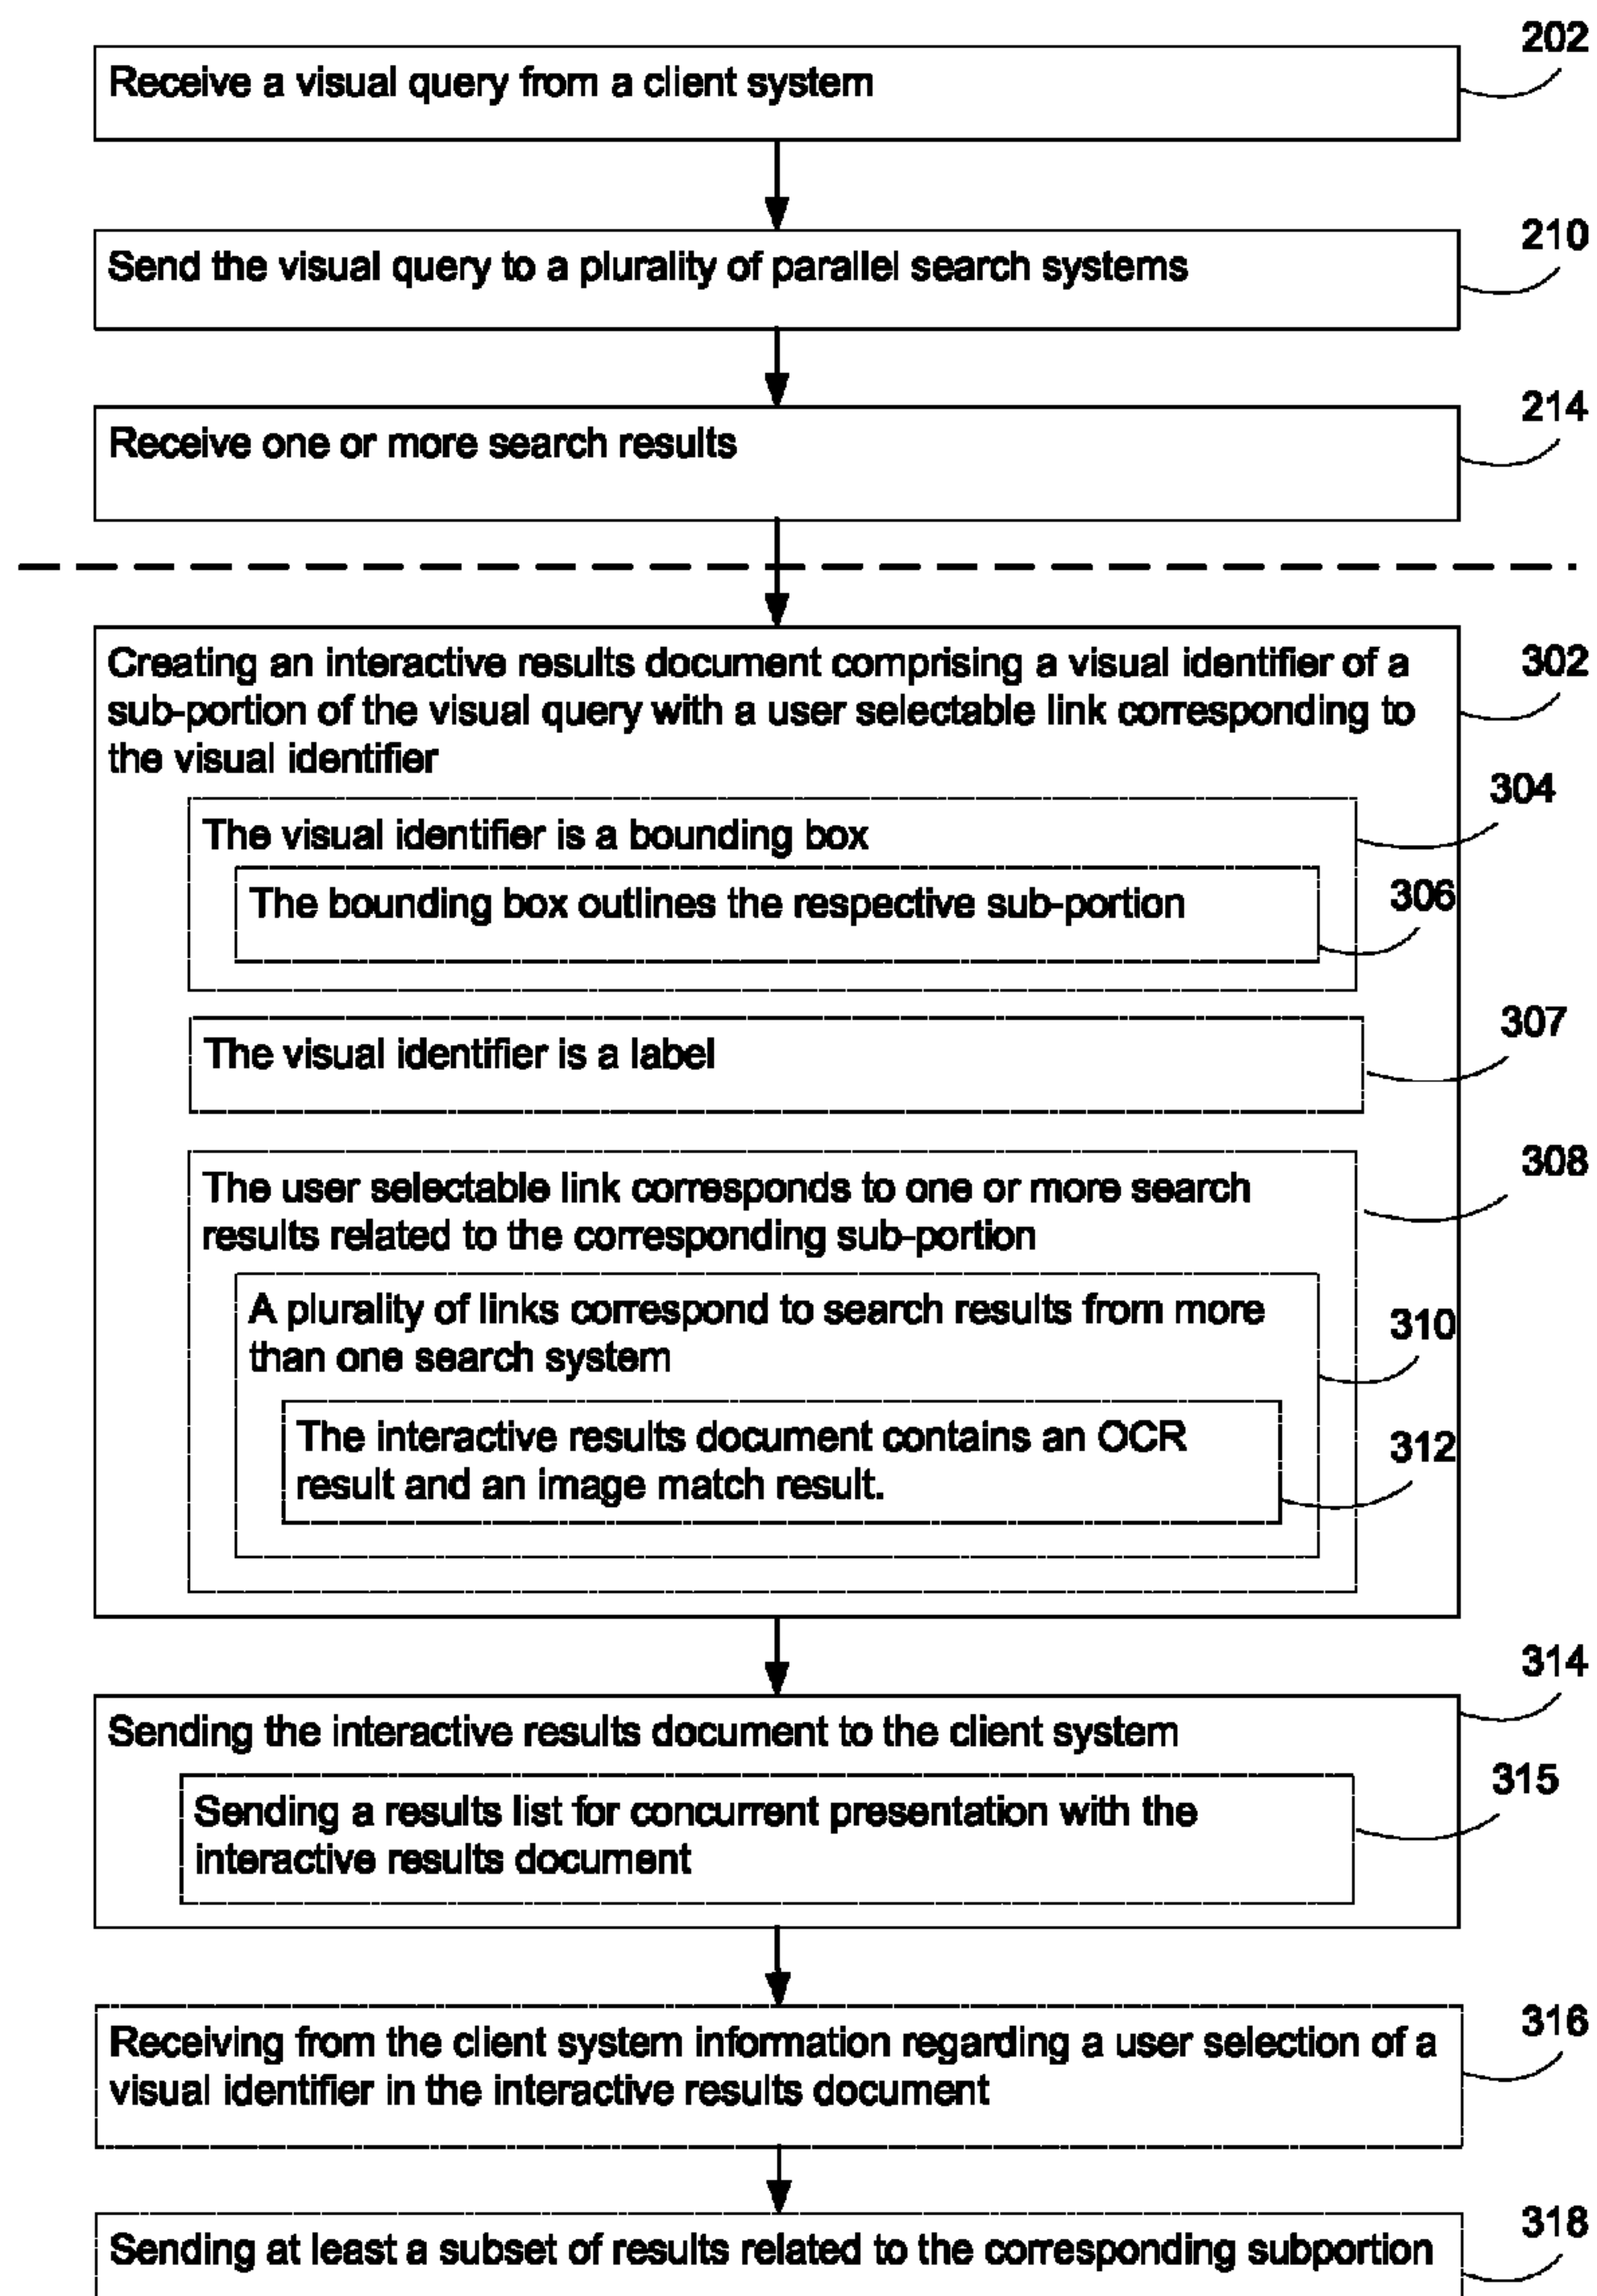 202
Receive a visual query from a client system
210
Send the visual query to a plurality of parallel search systems
214
Receive one or more search results
302
Creating an interactive results document comprising a visual identifier of a
sub-portion of the visual query with a user selectable link corresponding to
the visual identifier
304
The visual identifier is a bounding box
306
The bounding box outlines the respective sub-portion
307
The visual identifier is a label
308
The user selectable link corresponds to one or more search
results related to the corresponding sub-portion
310
A plurality of links correspond to search results from more
than one search system
312
The interactive results document contains an OCR
result and an image match result.
314
Sending the interactive results document to the client system
315
Sending a results list for concurrent presentation with the
interactive results document
316
Receiving from the client system information regarding a user selection of a
visual identifier in the interactive results document
318
Sending at least a subset of results related to the corresponding subportion